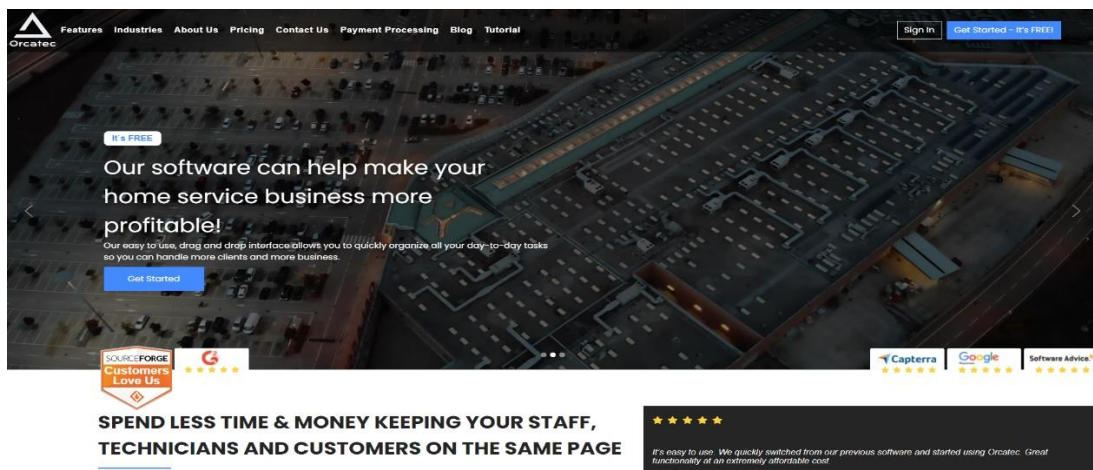 Orcatec
Features Industries About Us Pricing Contact Us Payment Processing Blog Tutorial
Sign In
Get Started - It's FREE!
It's FREE
Our software can help make your
home service business more
profitable!
Our easy to use, drag and drop interface allows you to quickly organize all your day-to-day tasks
so you can handle more clients and more business.
Get Started
SOURCEFORGE
Customers
Love Us
Capterra
Google
Software Advice.
SPEND LESS TIME & MONEY KEEPING YOUR STAFF,
TECHNICIANS AND CUSTOMERS ON THE SAME PAGE
It's easy to use. We quickly switched from our previous software and started using Orcatec. Great
functionality at an extremely affordable cost.